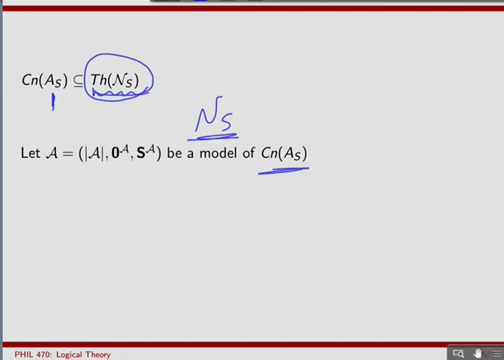 Cn(A_S) ⊆ Th(𝒩_S)
N_S
Let 𝒜 = (|𝒜|, 𝟎^𝒜, 𝐒^𝒜) be a model of Cn(A_S)
PHIL 470: Logical Theory